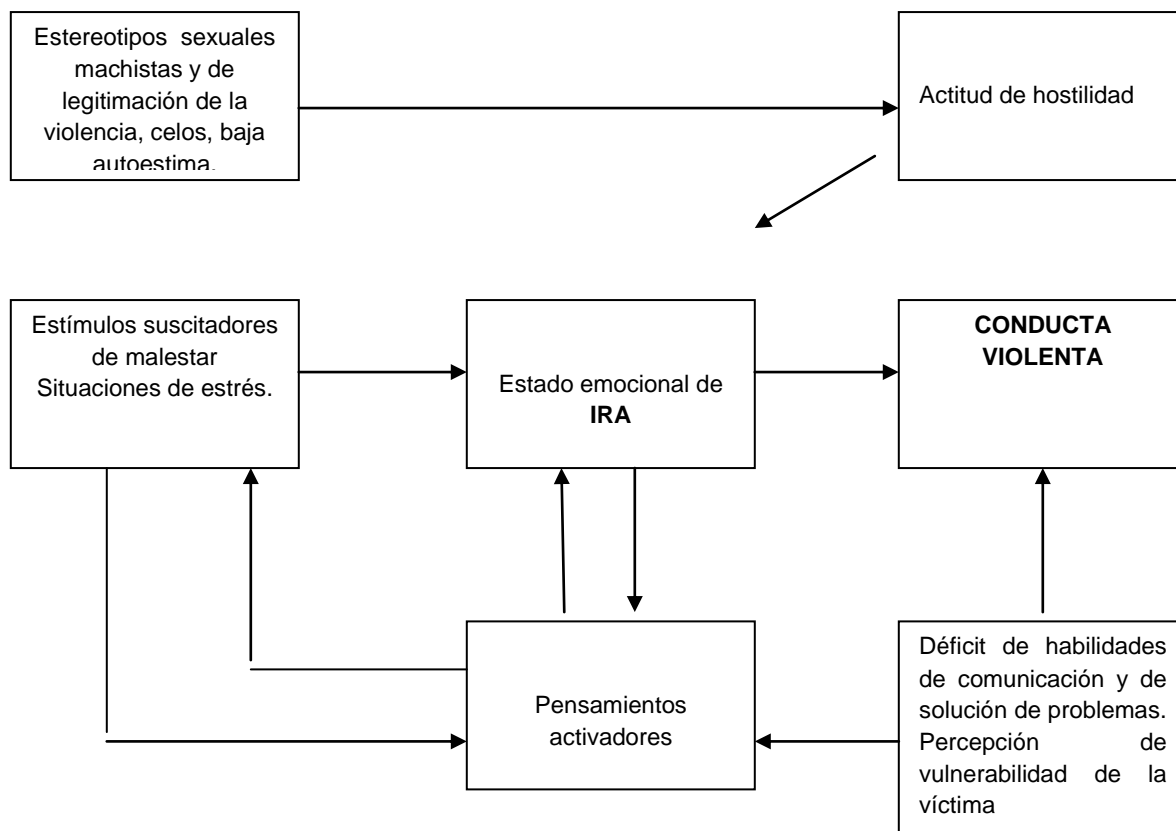 Estereotipos sexuales
machistas y de
legitimación de la
violencia, celos, baja
autoestima.
Actitud de hostilidad
Estímulos suscitadores
de malestar
Situaciones de estrés.
Estado emocional de
IRA
CONDUCTA
VIOLENTA
Pensamientos
activadores
Déficit de habilidades
de comunicación y de
solución de problemas.
Percepción de
vulnerabilidad de la
víctima